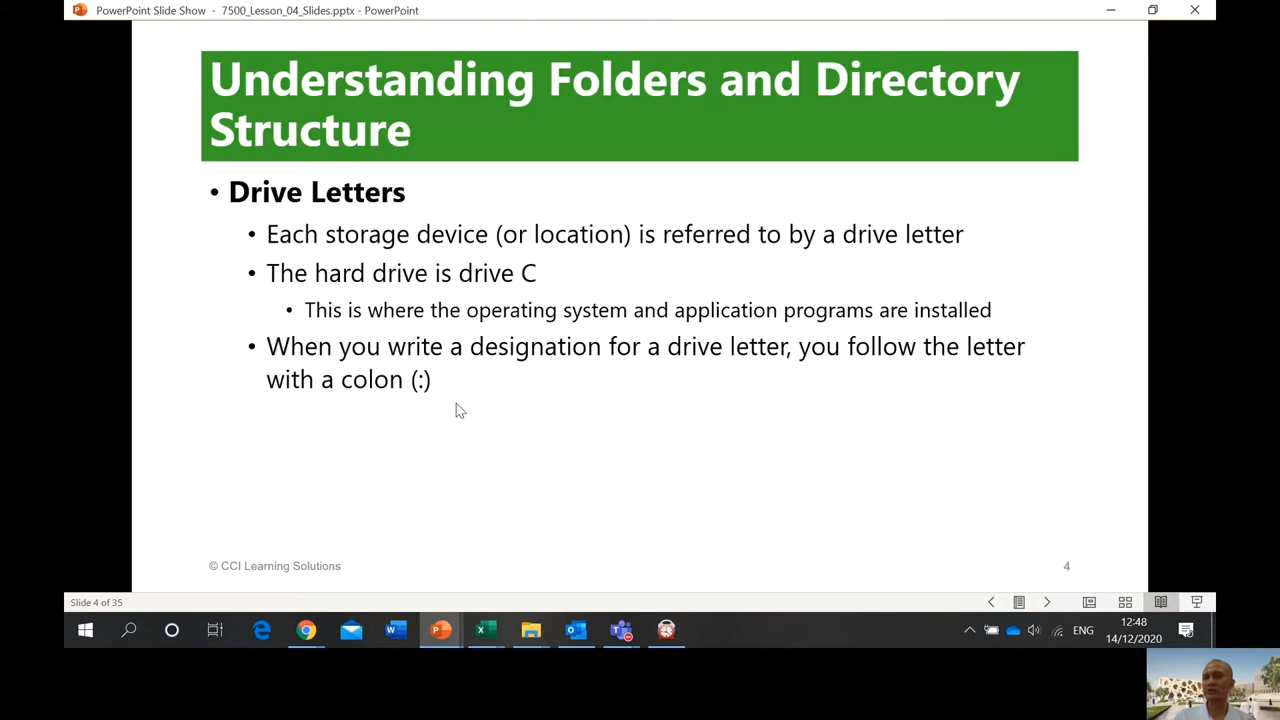 PowerPoint Slide Show - 7500_Lesson_04_Slides.pptx - PowerPoint
Understanding Folders and Directory
Structure
• Drive Letters
• Each storage device (or location) is referred to by a drive letter
• The hard drive is drive C
• This is where the operating system and application programs are installed
• When you write a designation for a drive letter, you follow the letter
with a colon (:)
© CCI Learning Solutions
4
Slide 4 of 35
ENG
12:48
14/12/2020